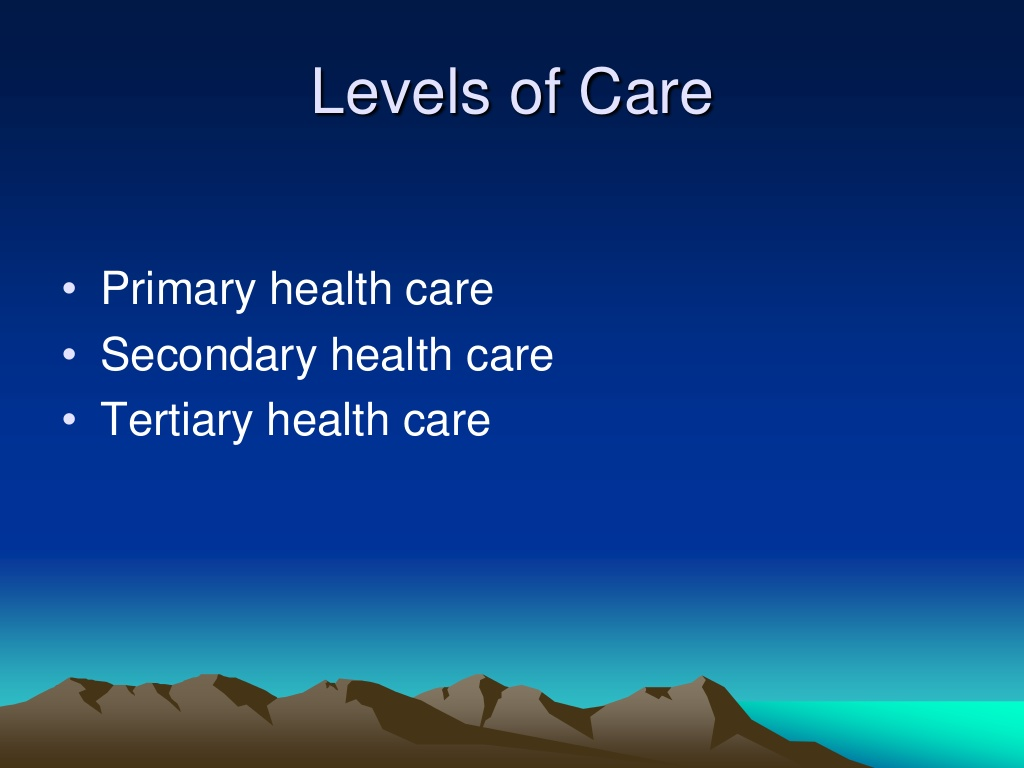 Levels of Care
• Primary health care
• Secondary health care
• Tertiary health care